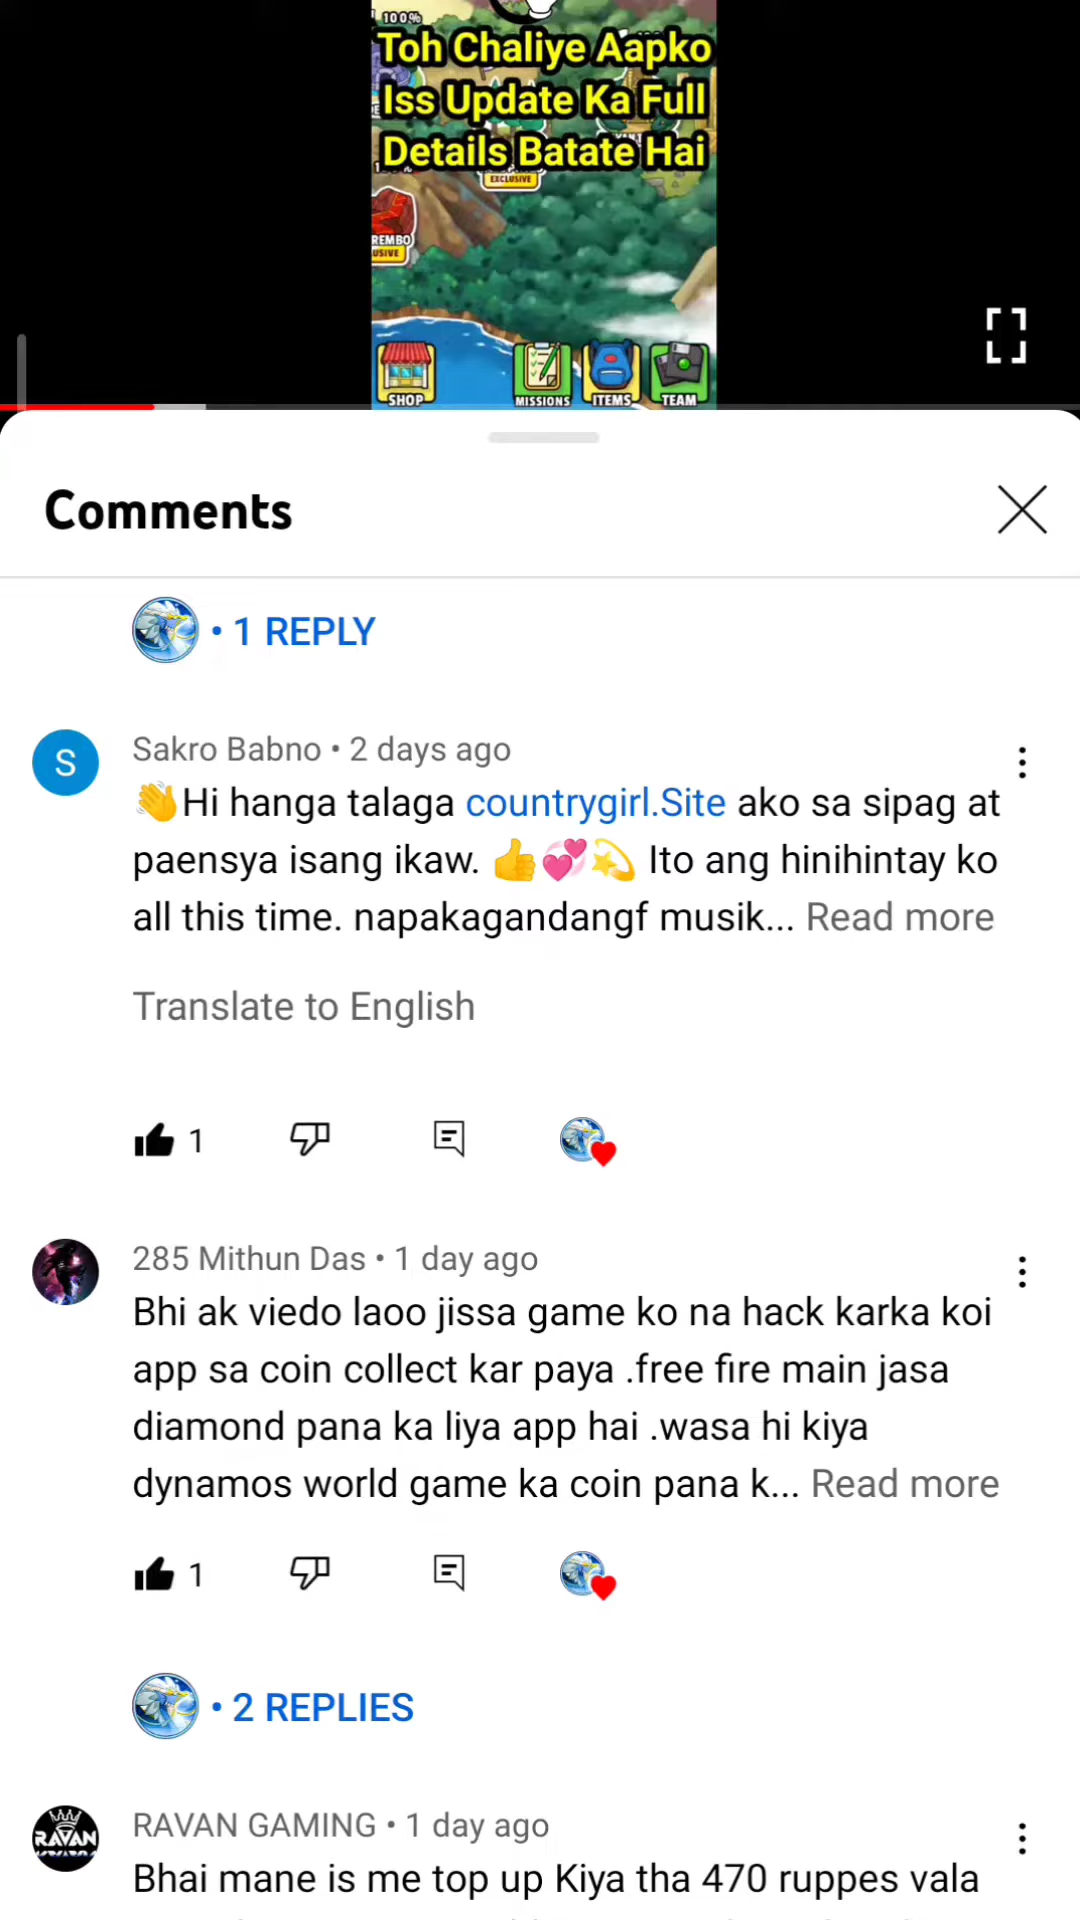 100%
Toh Chaliye Aapko
Iss Update Ka Full
Details Batate Hai
EXCLUSIVE
REMBO
USIVE
SHOP
MISSIONS
ITEMS
TEAM
Comments
• 1 REPLY
S
Sakro Babno • 2 days ago
👋Hi hanga talaga countrygirl.Site ako sa sipag at
paensya isang ikaw. 👍💞💫 Ito ang hinihintay ko
all this time. napakagandangf musik... Read more
Translate to English
1
285 Mithun Das • 1 day ago
Bhi ak viedo laoo jissa game ko na hack karka koi
app sa coin collect kar paya .free fire main jasa
diamond pana ka liya app hai .wasa hi kiya
dynamos world game ka coin pana k... Read more
1
• 2 REPLIES
RAVAN
RAVAN GAMING • 1 day ago
Bhai mane is me top up Kiya tha 470 ruppes vala